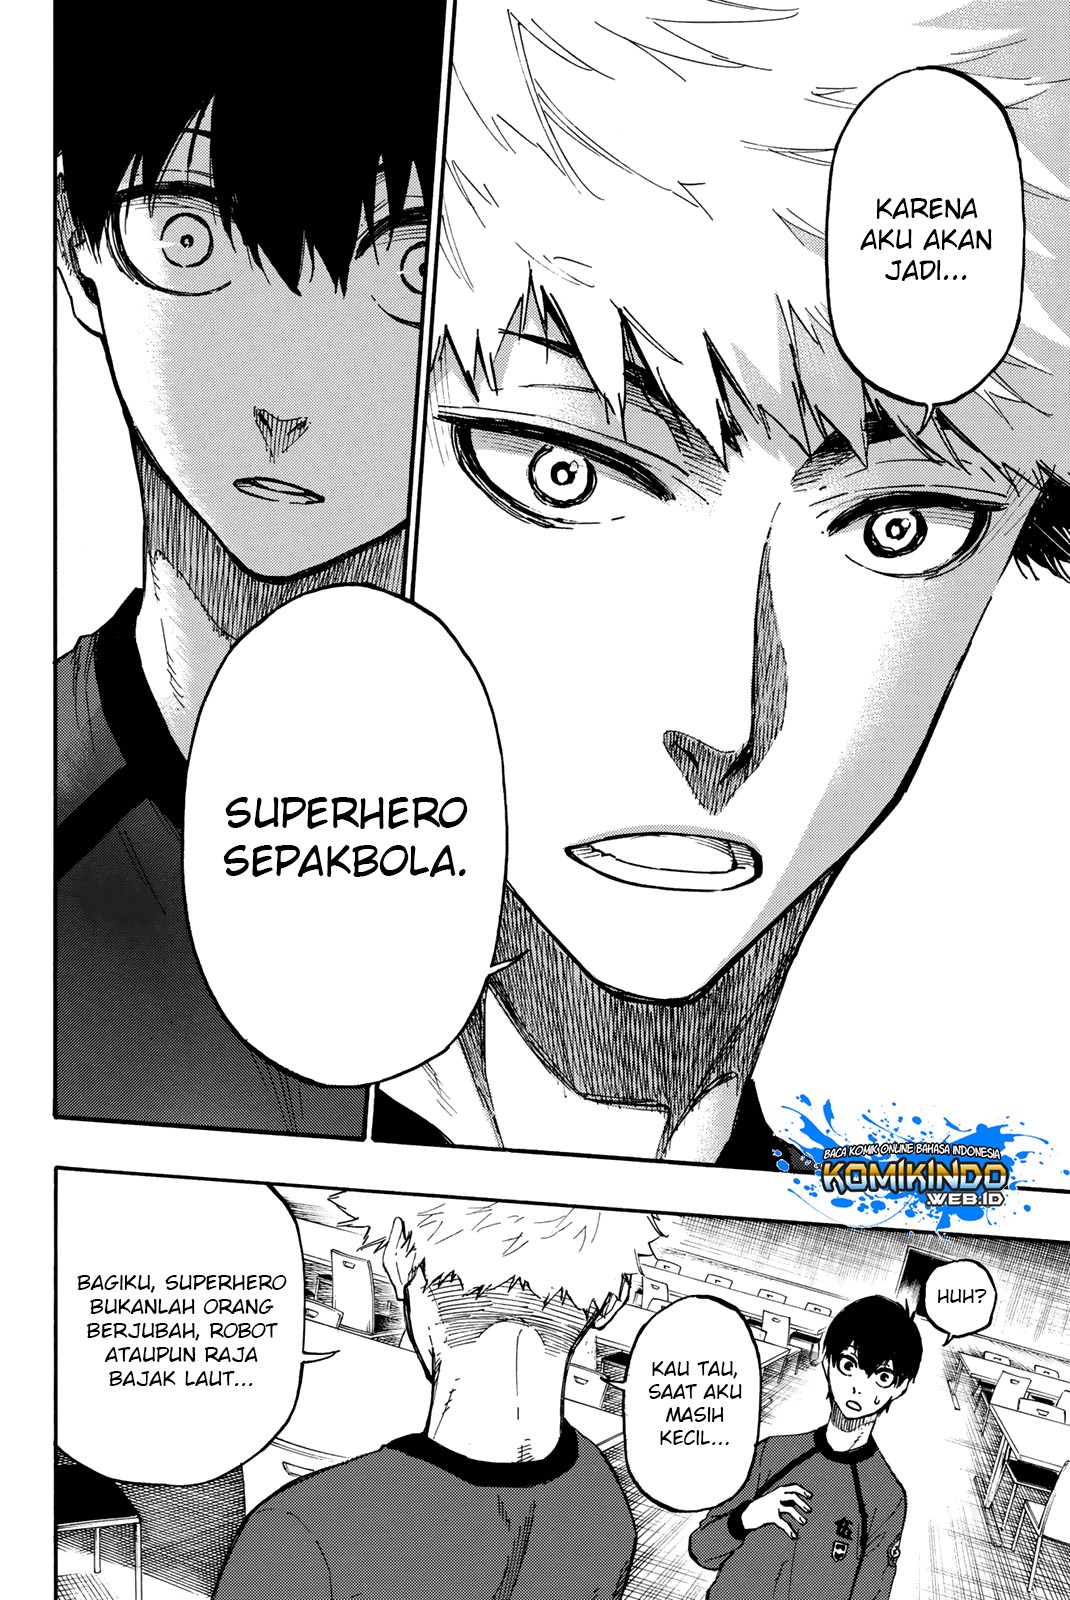 KARENA
AKU AKAN
JADI...
SUPERHERO
SEPAKBOLA.
BACA KOMIK ONLINE BAHASA INDONESIA
KOMIKINDO
.WEB.ID
HUH?
KAU TAU,
SAAT AKU
MASIH
KECIL...
BAGIKU, SUPERHERO
BUKANLAH ORANG
BERJUBAH, ROBOT
ATAUPUN RAJA
BAJAK LAUT...
伍